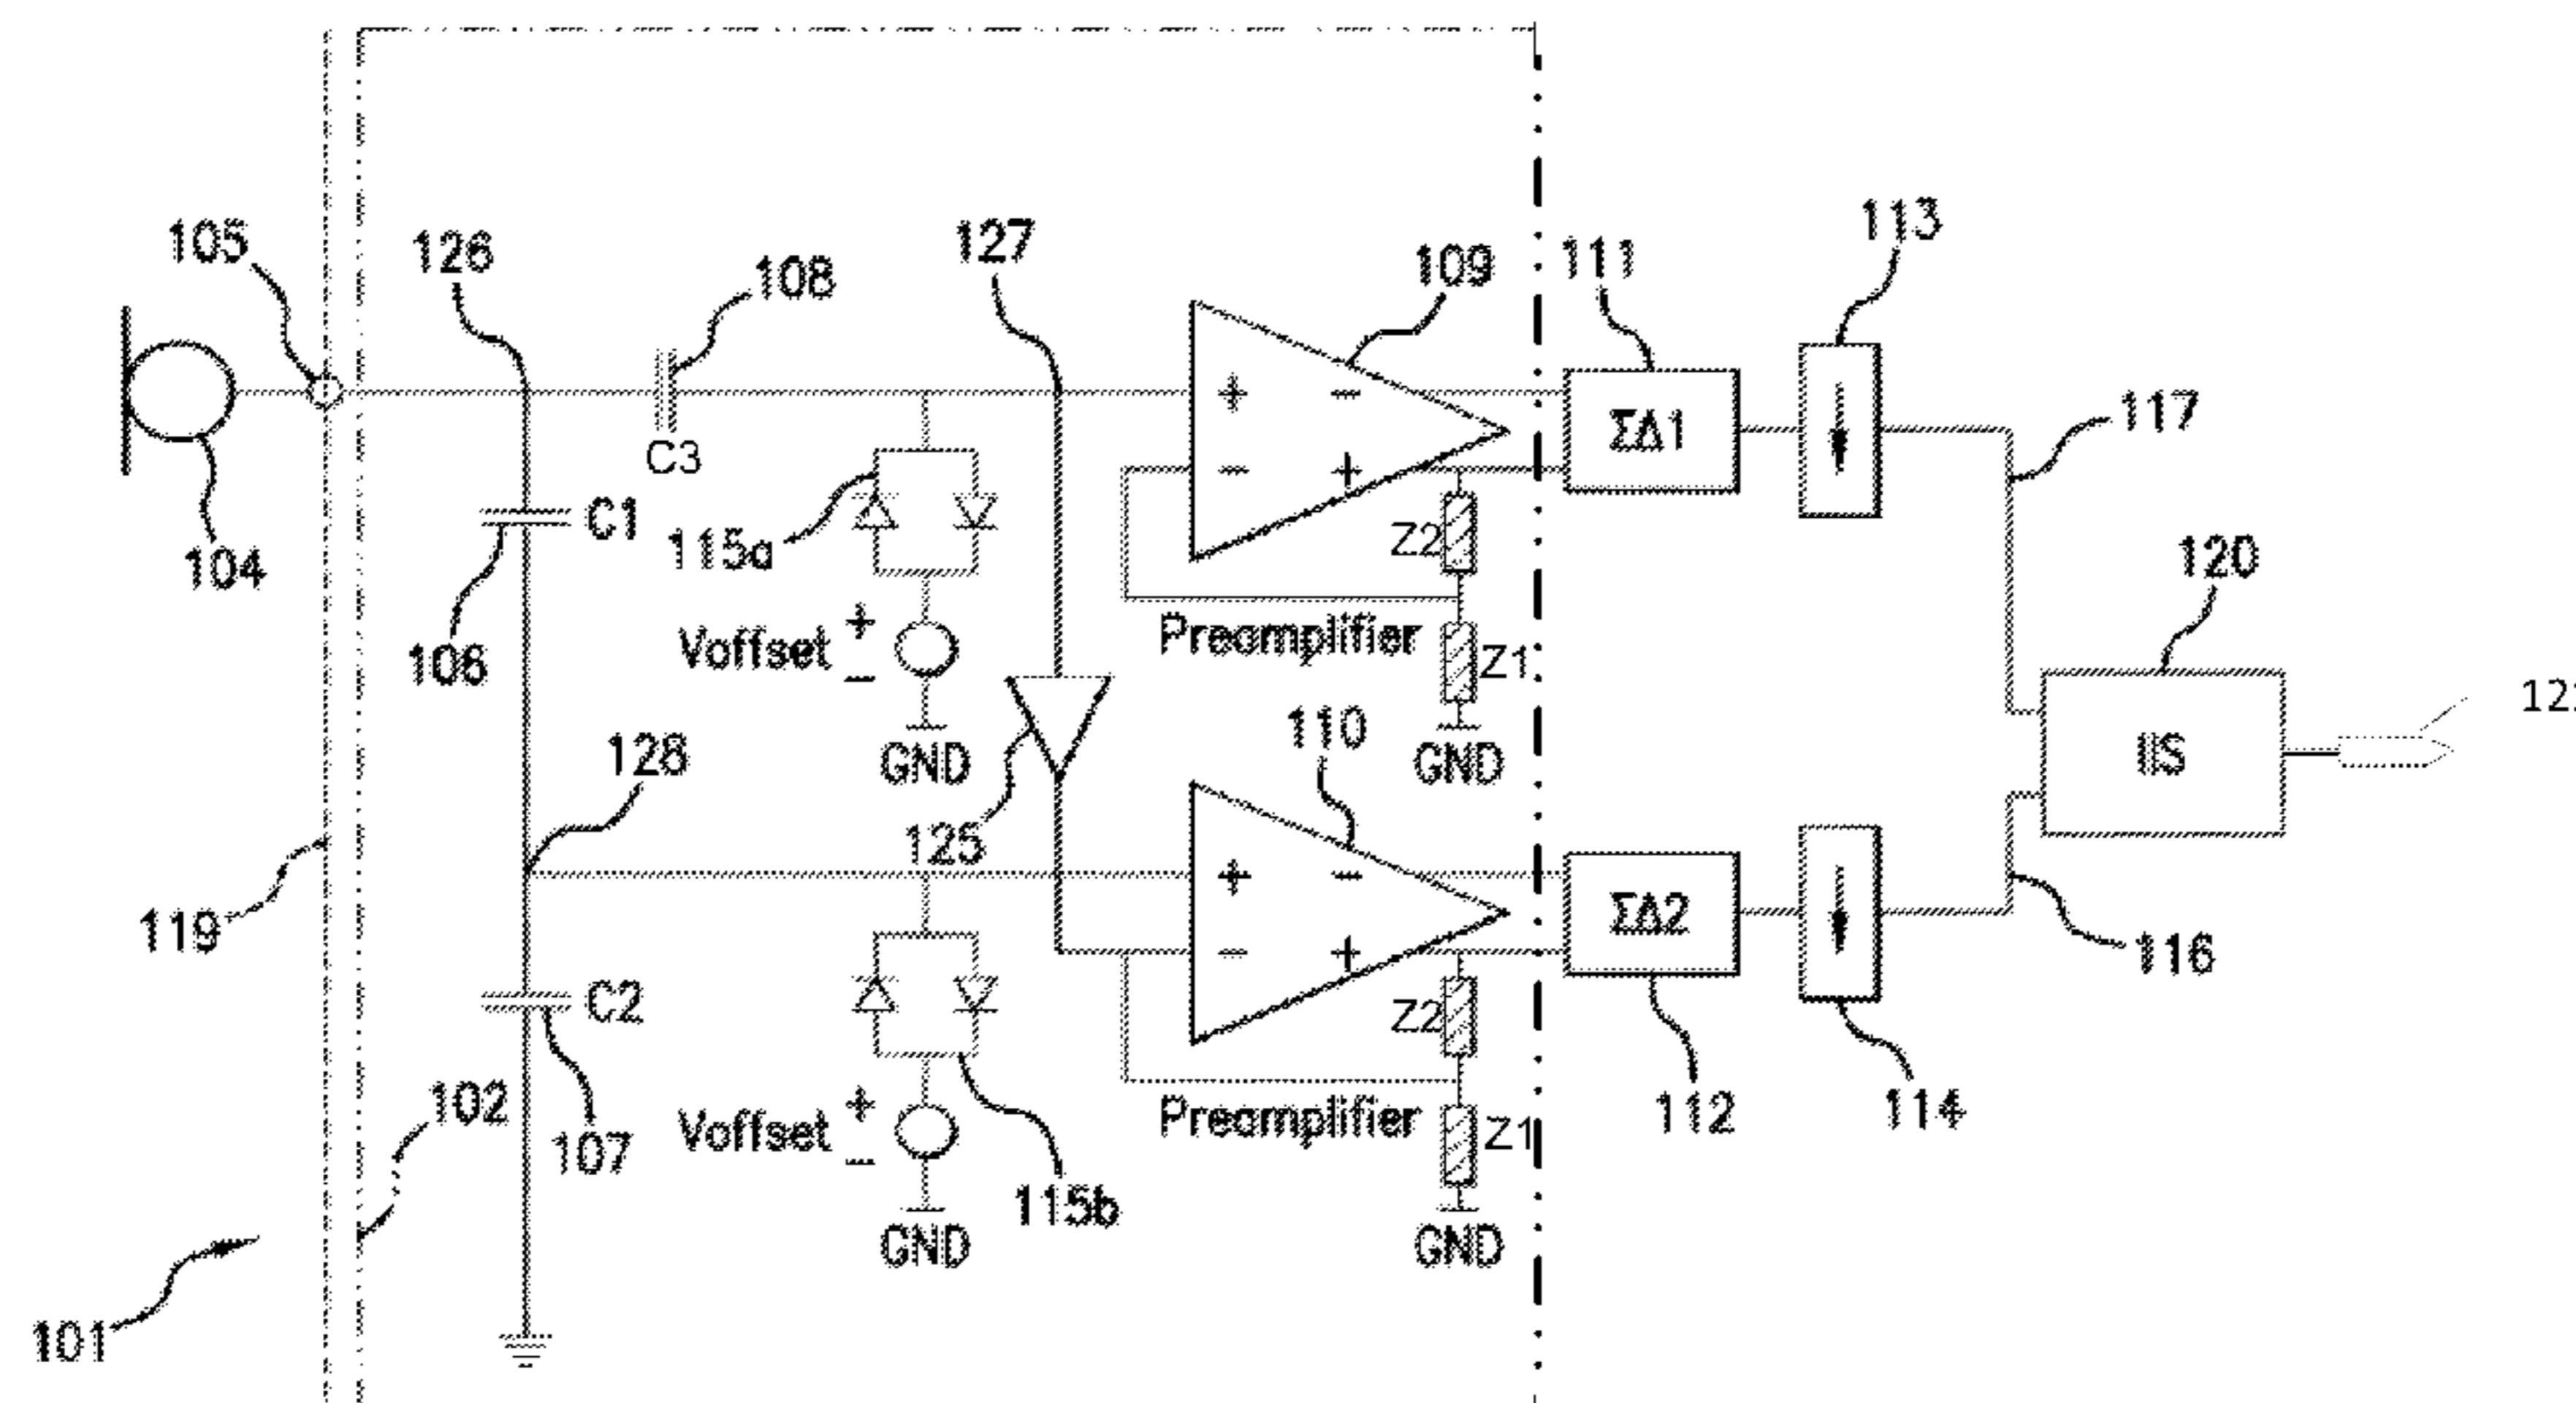 113
105
126
127
109
111
108
117
+
−
ΣΔ1
C3
C1
115a
Z2
−
+
120
104
106
Voffset
+
−
Preamplifier
Z1
110
IIS
128
GND
GND
125
+
−
ΣΔ2
119
116
−
+
C2
Z2
102
107
Voffset
+
−
Preamplifier
Z1
112
114
115b
GND
GND
101